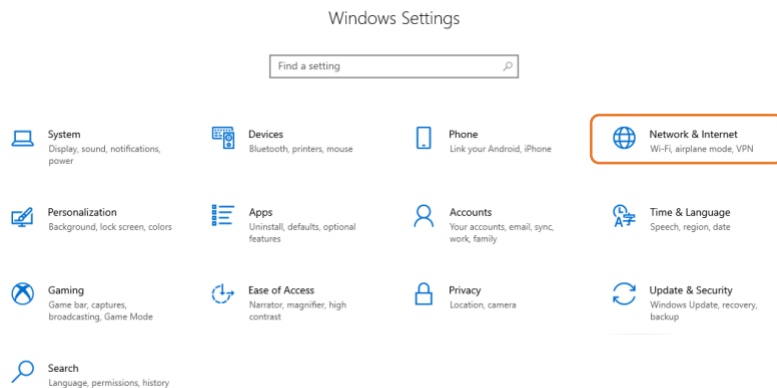 Windows Settings
Find a setting
System
Display, sound, notifications,
power
Devices
Bluetooth, printers, mouse
Phone
Link your Android, iPhone
Network & Internet
Wi-Fi, airplane mode, VPN
Personalization
Background, lock screen, colors
Apps
Uninstall, defaults, optional
features
Accounts
Your accounts, email, sync,
work, family
Time & Language
Speech, region, date
Gaming
Game bar, captures,
broadcasting, Game Mode
Ease of Access
Narrator, magnifier, high
contrast
Privacy
Location, camera
Update & Security
Windows Update, recovery,
backup
Search
Language, permissions, history